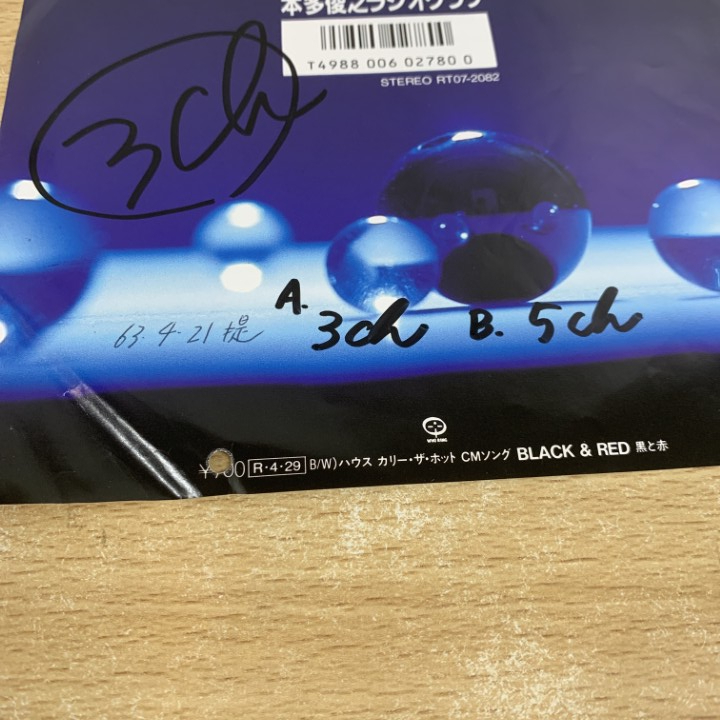 本多俊之ラジオクラブ
T4988 006 02780 0
STEREO RT07-2082
3ch
63.4.21 提
A. 3ch B. 5ch
¥700 R・4・29 B/W)ハウス カリー・ザ・ホット CMソング BLACK & RED 黒と赤